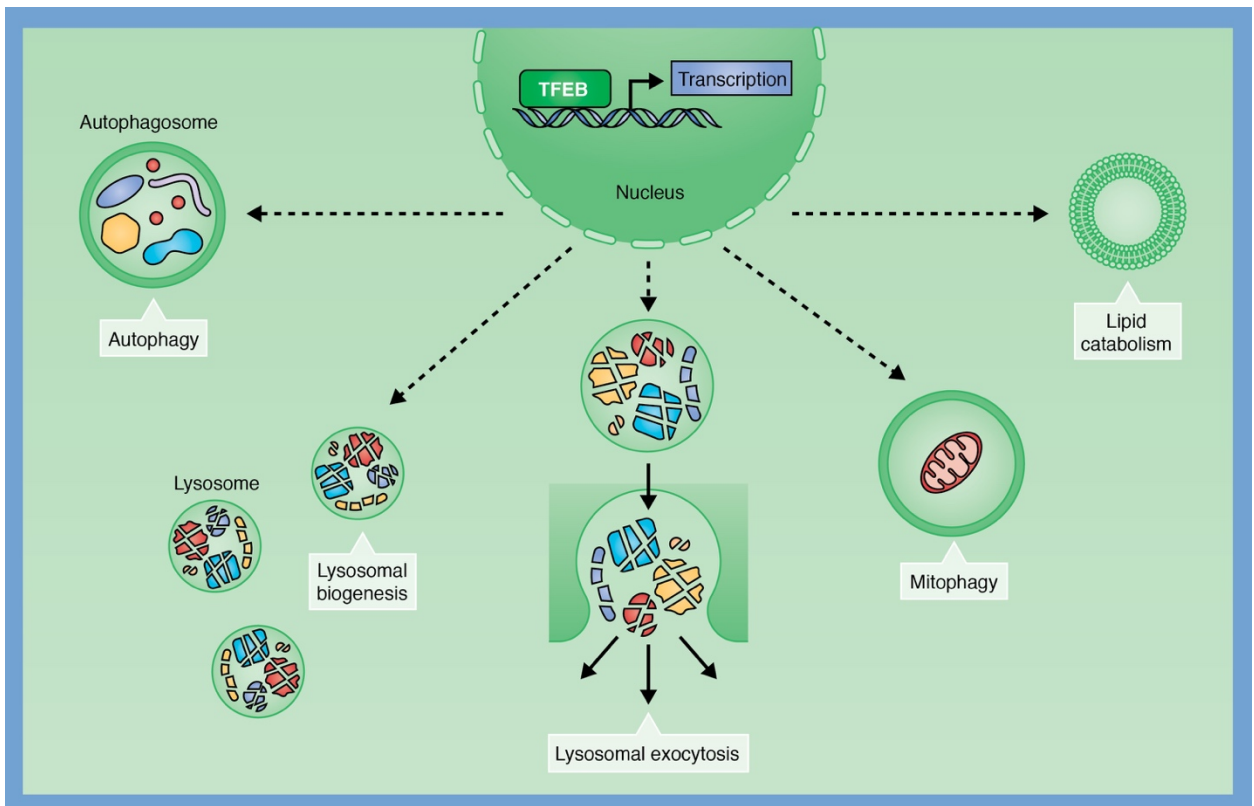 TFEB
Transcription
Nucleus
Autophagosome
Autophagy
Lipid
catabolism
Lysosome
Lysosomal
biogenesis
Mitophagy
Lysosomal exocytosis